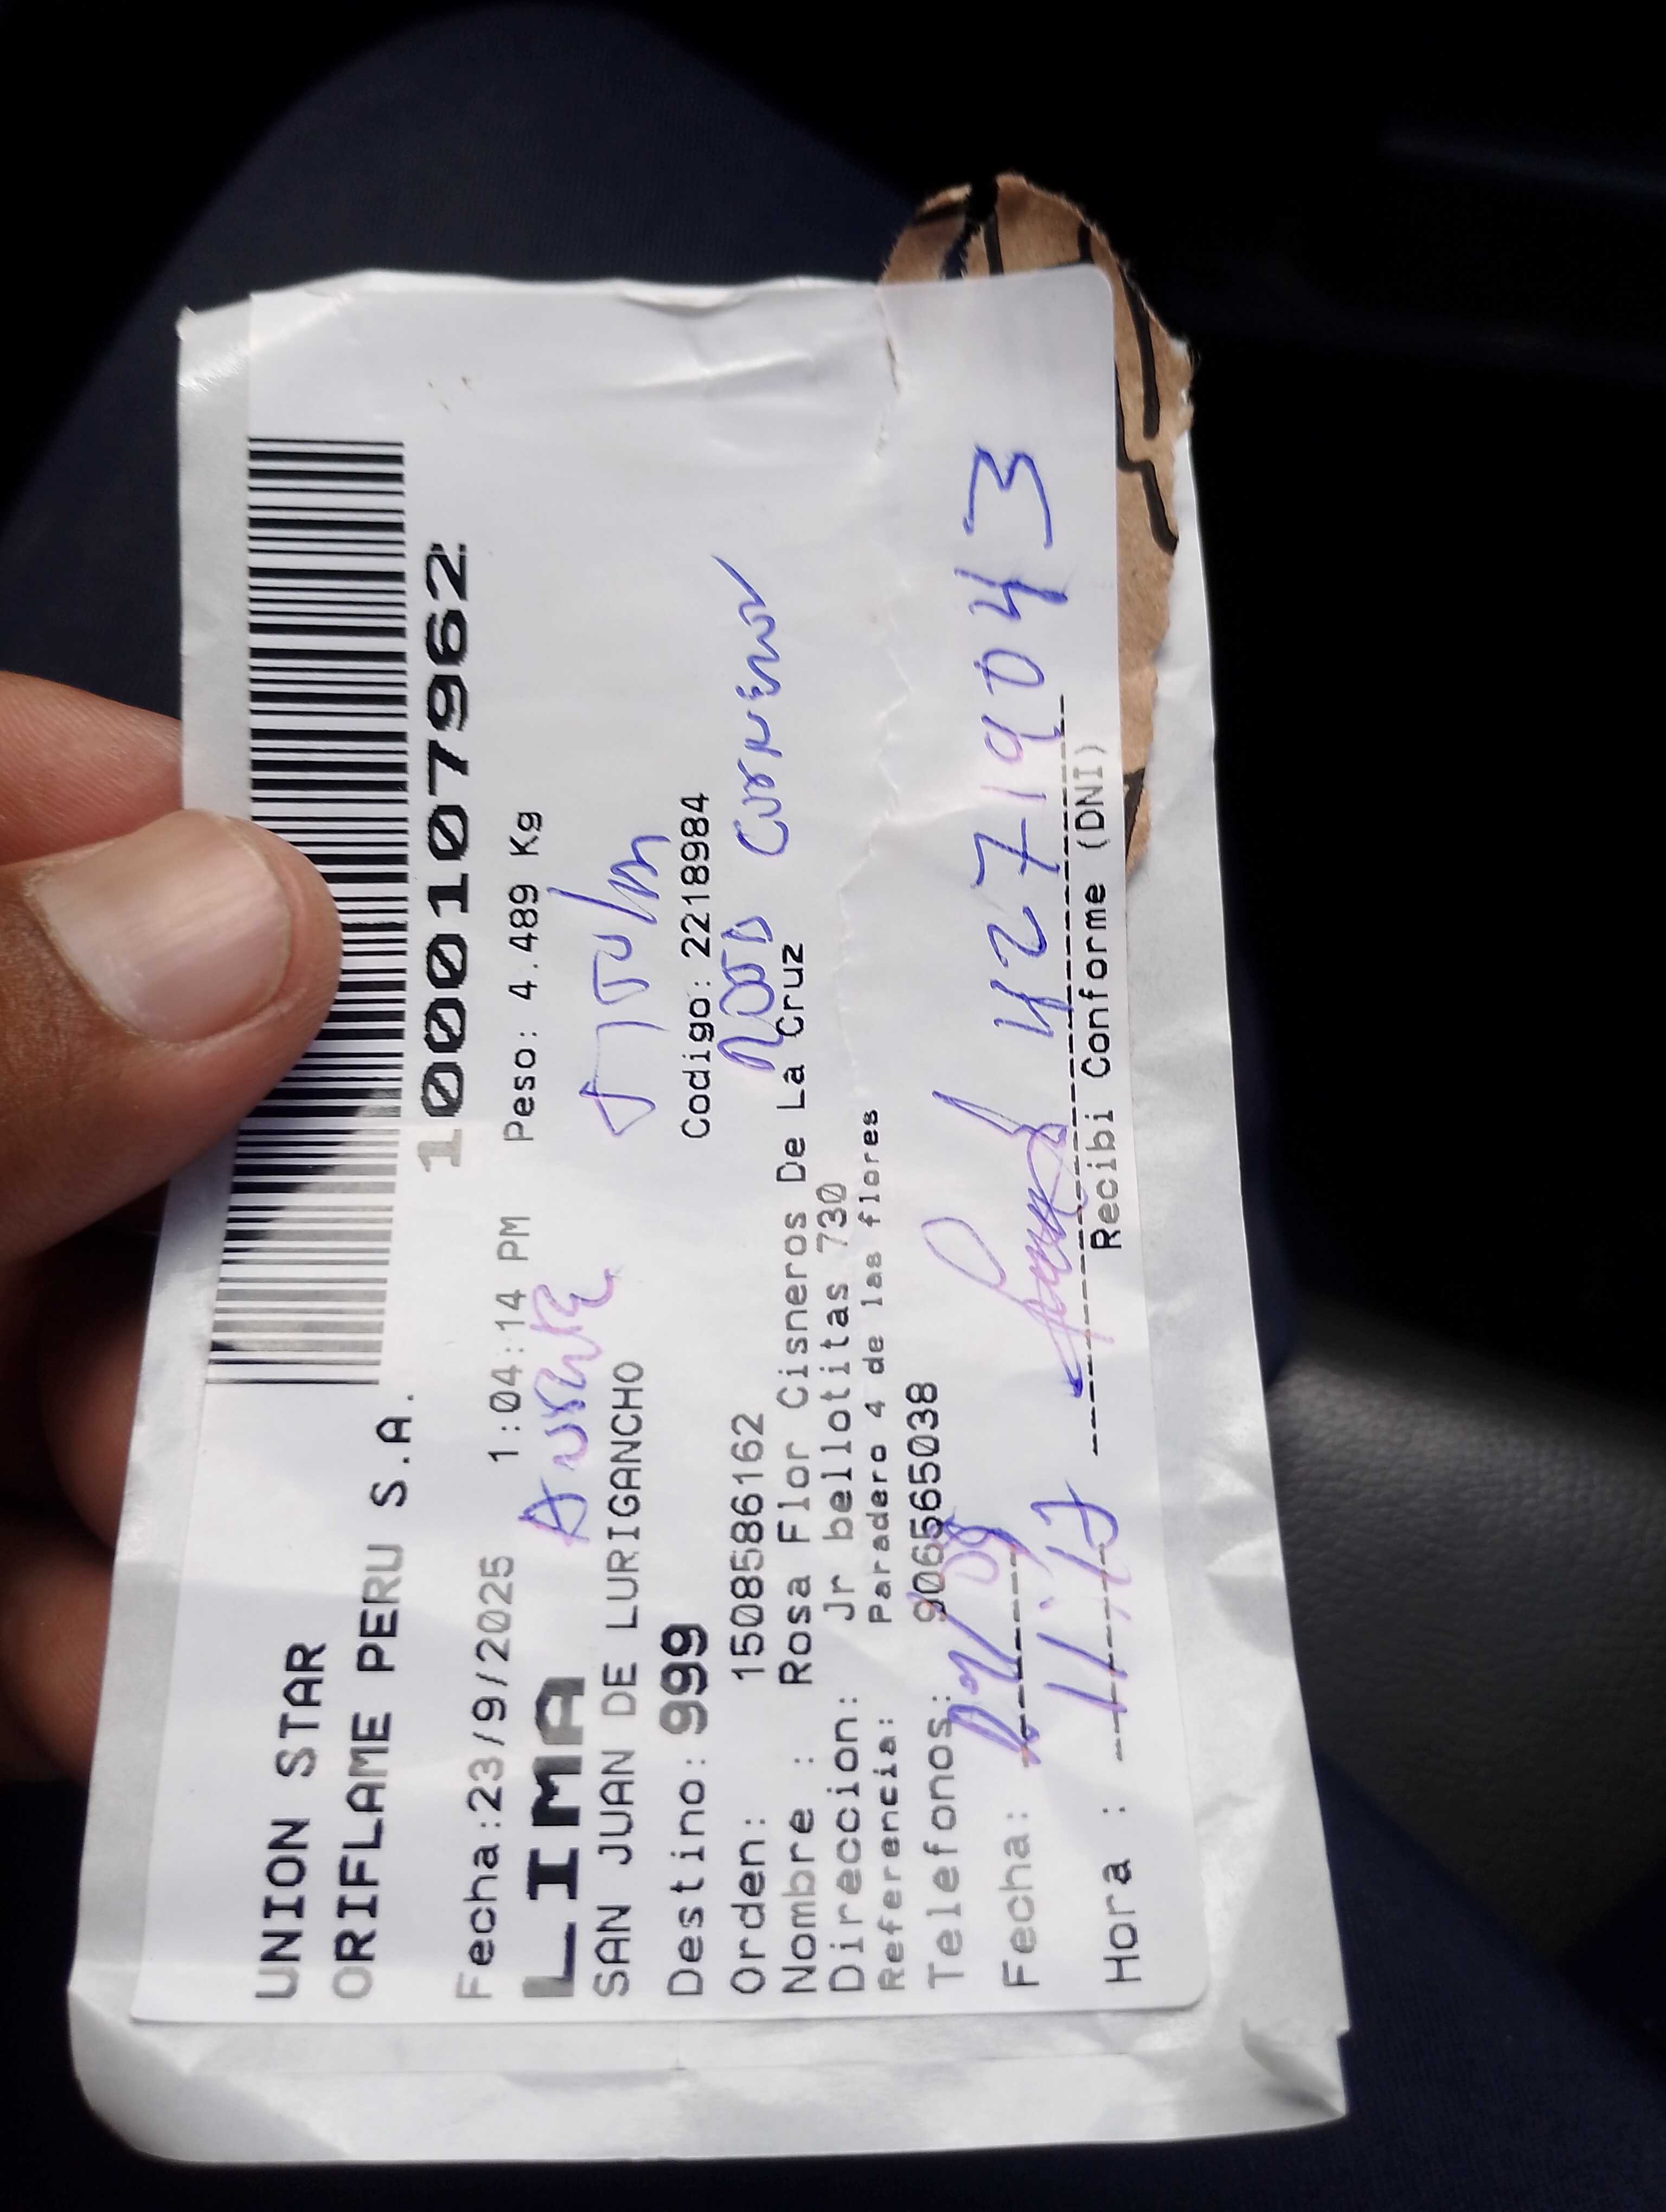 UNION STAR
ORIFLAME PERU S.A.
1000107962
Fecha:23/9/2025 1:04:14 PM Peso: 4.489 Kg
LIMA
SAN JUAN DE LURIGANCHO
Destino: 999 Codigo: 2218984
Orden: 1508586162
Nombre : Rosa Flor Cisneros De La Cruz
Direccion: Jr bellotitas 730
Referencia: Paradero 4 de las flores
Telefonos: 906565038
Fecha:
42719043
Hora :
Recibi Conforme (DNI)